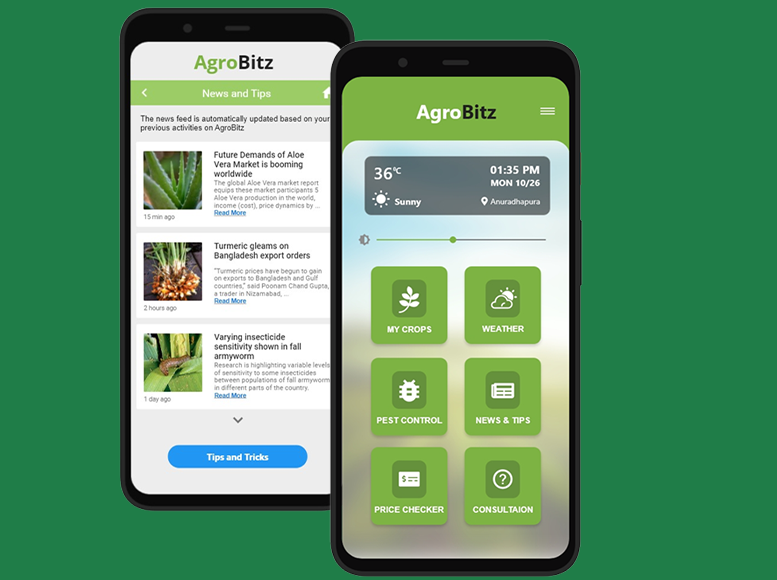 AgroBitz
News and Tips
The news feed is automatically updated based on your
previous activities on AgroBitz
Future Demands of Aloe
Vera Market is booming
worldwide
The global Aloe Vera market report
equips these market participants 5
Aloe Vera production in the world,
income (cost), price dynamics by ...
Read More
15 min ago
Turmeric gleams on
Bangladesh export orders
"Turmeric prices have begun to gain
on exports to Bangladesh and Gulf
countries," said Poonam Chand Gupta,
a trader in Nizamabad, ...
Read More
2 hours ago
Varying insecticide
sensitivity shown in fall
armyworm
Research is highlighting variable levels
of sensitivity to some insecticides
between populations of fall armyworm
in different parts of the country.
Read More
1 day ago
Tips and Tricks
AgroBitz
36°C
01:35 PM
MON 10/26
Sunny
Anuradhapura
MY CROPS
WEATHER
PEST CONTROL
NEWS & TIPS
PRICE CHECKER
CONSULTAION